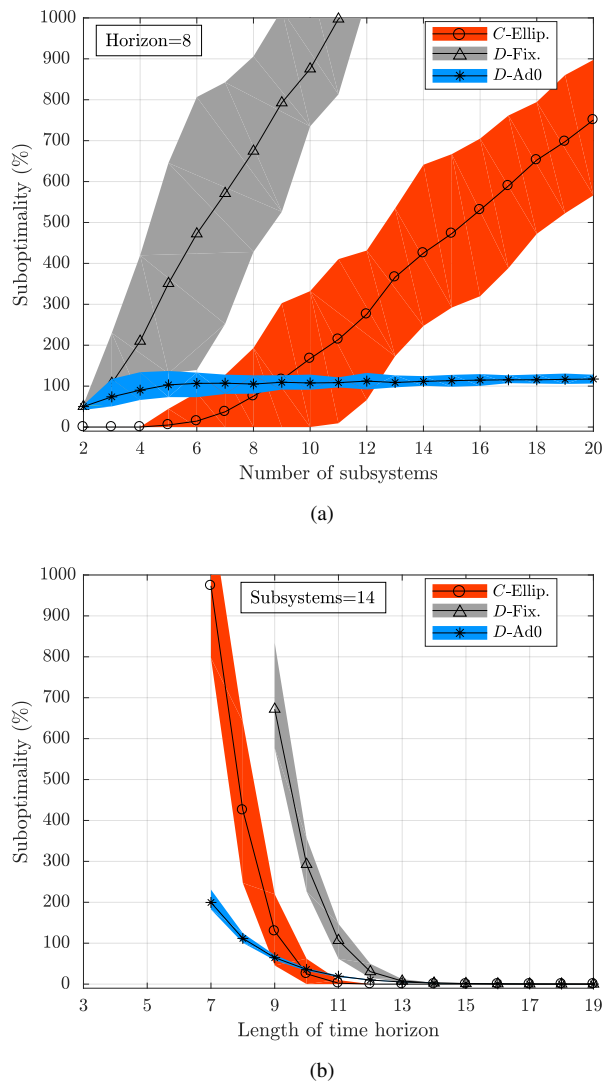 Horizon=8
C-Ellip.
D-Fix.
D-Ad0
Suboptimality (%)
1000
900
800
700
600
500
400
300
200
100
0
2 4 6 8 10 12 14 16 18 20
Number of subsystems
(a)
Subsystems=14
C-Ellip.
D-Fix.
D-Ad0
Suboptimality (%)
1000
900
800
700
600
500
400
300
200
100
0
3 5 7 9 11 13 15 17 19
Length of time horizon
(b)